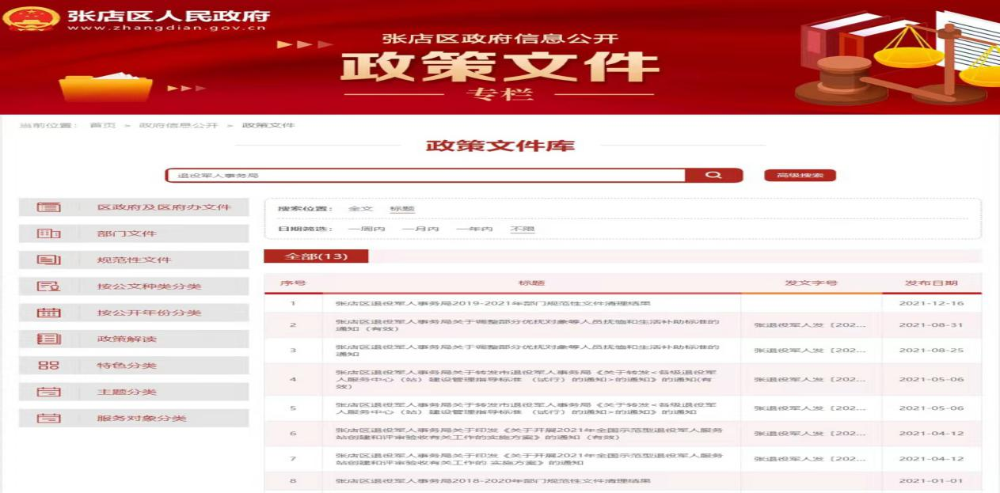 张店区人民政府
www.zhangdian.gov.cn
张店区政府信息公开
政策文件
专栏
当前位置： 首页 > 政府信息公开 > 政策文件
政策文件库
退役军人事务局
高级搜索
区政府及区府办文件
部门文件
规范性文件
按公文种类分类
按公开年份分类
政策解读
特色分类
主题分类
服务对象分类
搜索位置： 全文 标题
日期筛选： 一周内 一月内 一年内 不限
全部(13)
序号 标题 发文字号 发布日期
1 张店区退役军人事务局2019-2021年部门规范性文件清理结果 2021-12-16
2 张店区退役军人事务局关于调整部分优抚对象等人员抚恤和生活补助标准的
通知（有效） 张退役军人发〔202... 2021-08-31
3 张店区退役军人事务局关于调整部分优抚对象等人员抚恤和生活补助标准的
通知 张退役军人发〔202... 2021-08-25
4 张店区退役军人事务局关于转发市退役军人事务局《关于转发<各级退役军
人服务中心（站）建设管理指导标准 （试行）的通知>的通知》的通知(有
效） 张退役军人发〔202... 2021-05-06
5 张店区退役军人事务局关于转发市退役军人事务局《关于转发<各级退役军
人服务中心（站）建设管理指导标准 （试行）的通知>的通知》的通知 张退役军人发〔202... 2021-05-06
6 张店区退役军人事务局关于印发《关于开展2021年全国示范型退役军人服务
站创建和评审验收有关工作的实施方案》的通知（有效） 张退役军人发〔202... 2021-04-12
7 张店区退役军人事务局关于印发《关于开展2021年全国示范型退役军人服务
站创建和评审验收有关工作的 实施方案》的通知 张退役军人发〔202... 2021-04-12
8 张店区退役军人事务局2018-2020年部门规范性文件清理结果 2021-01-01